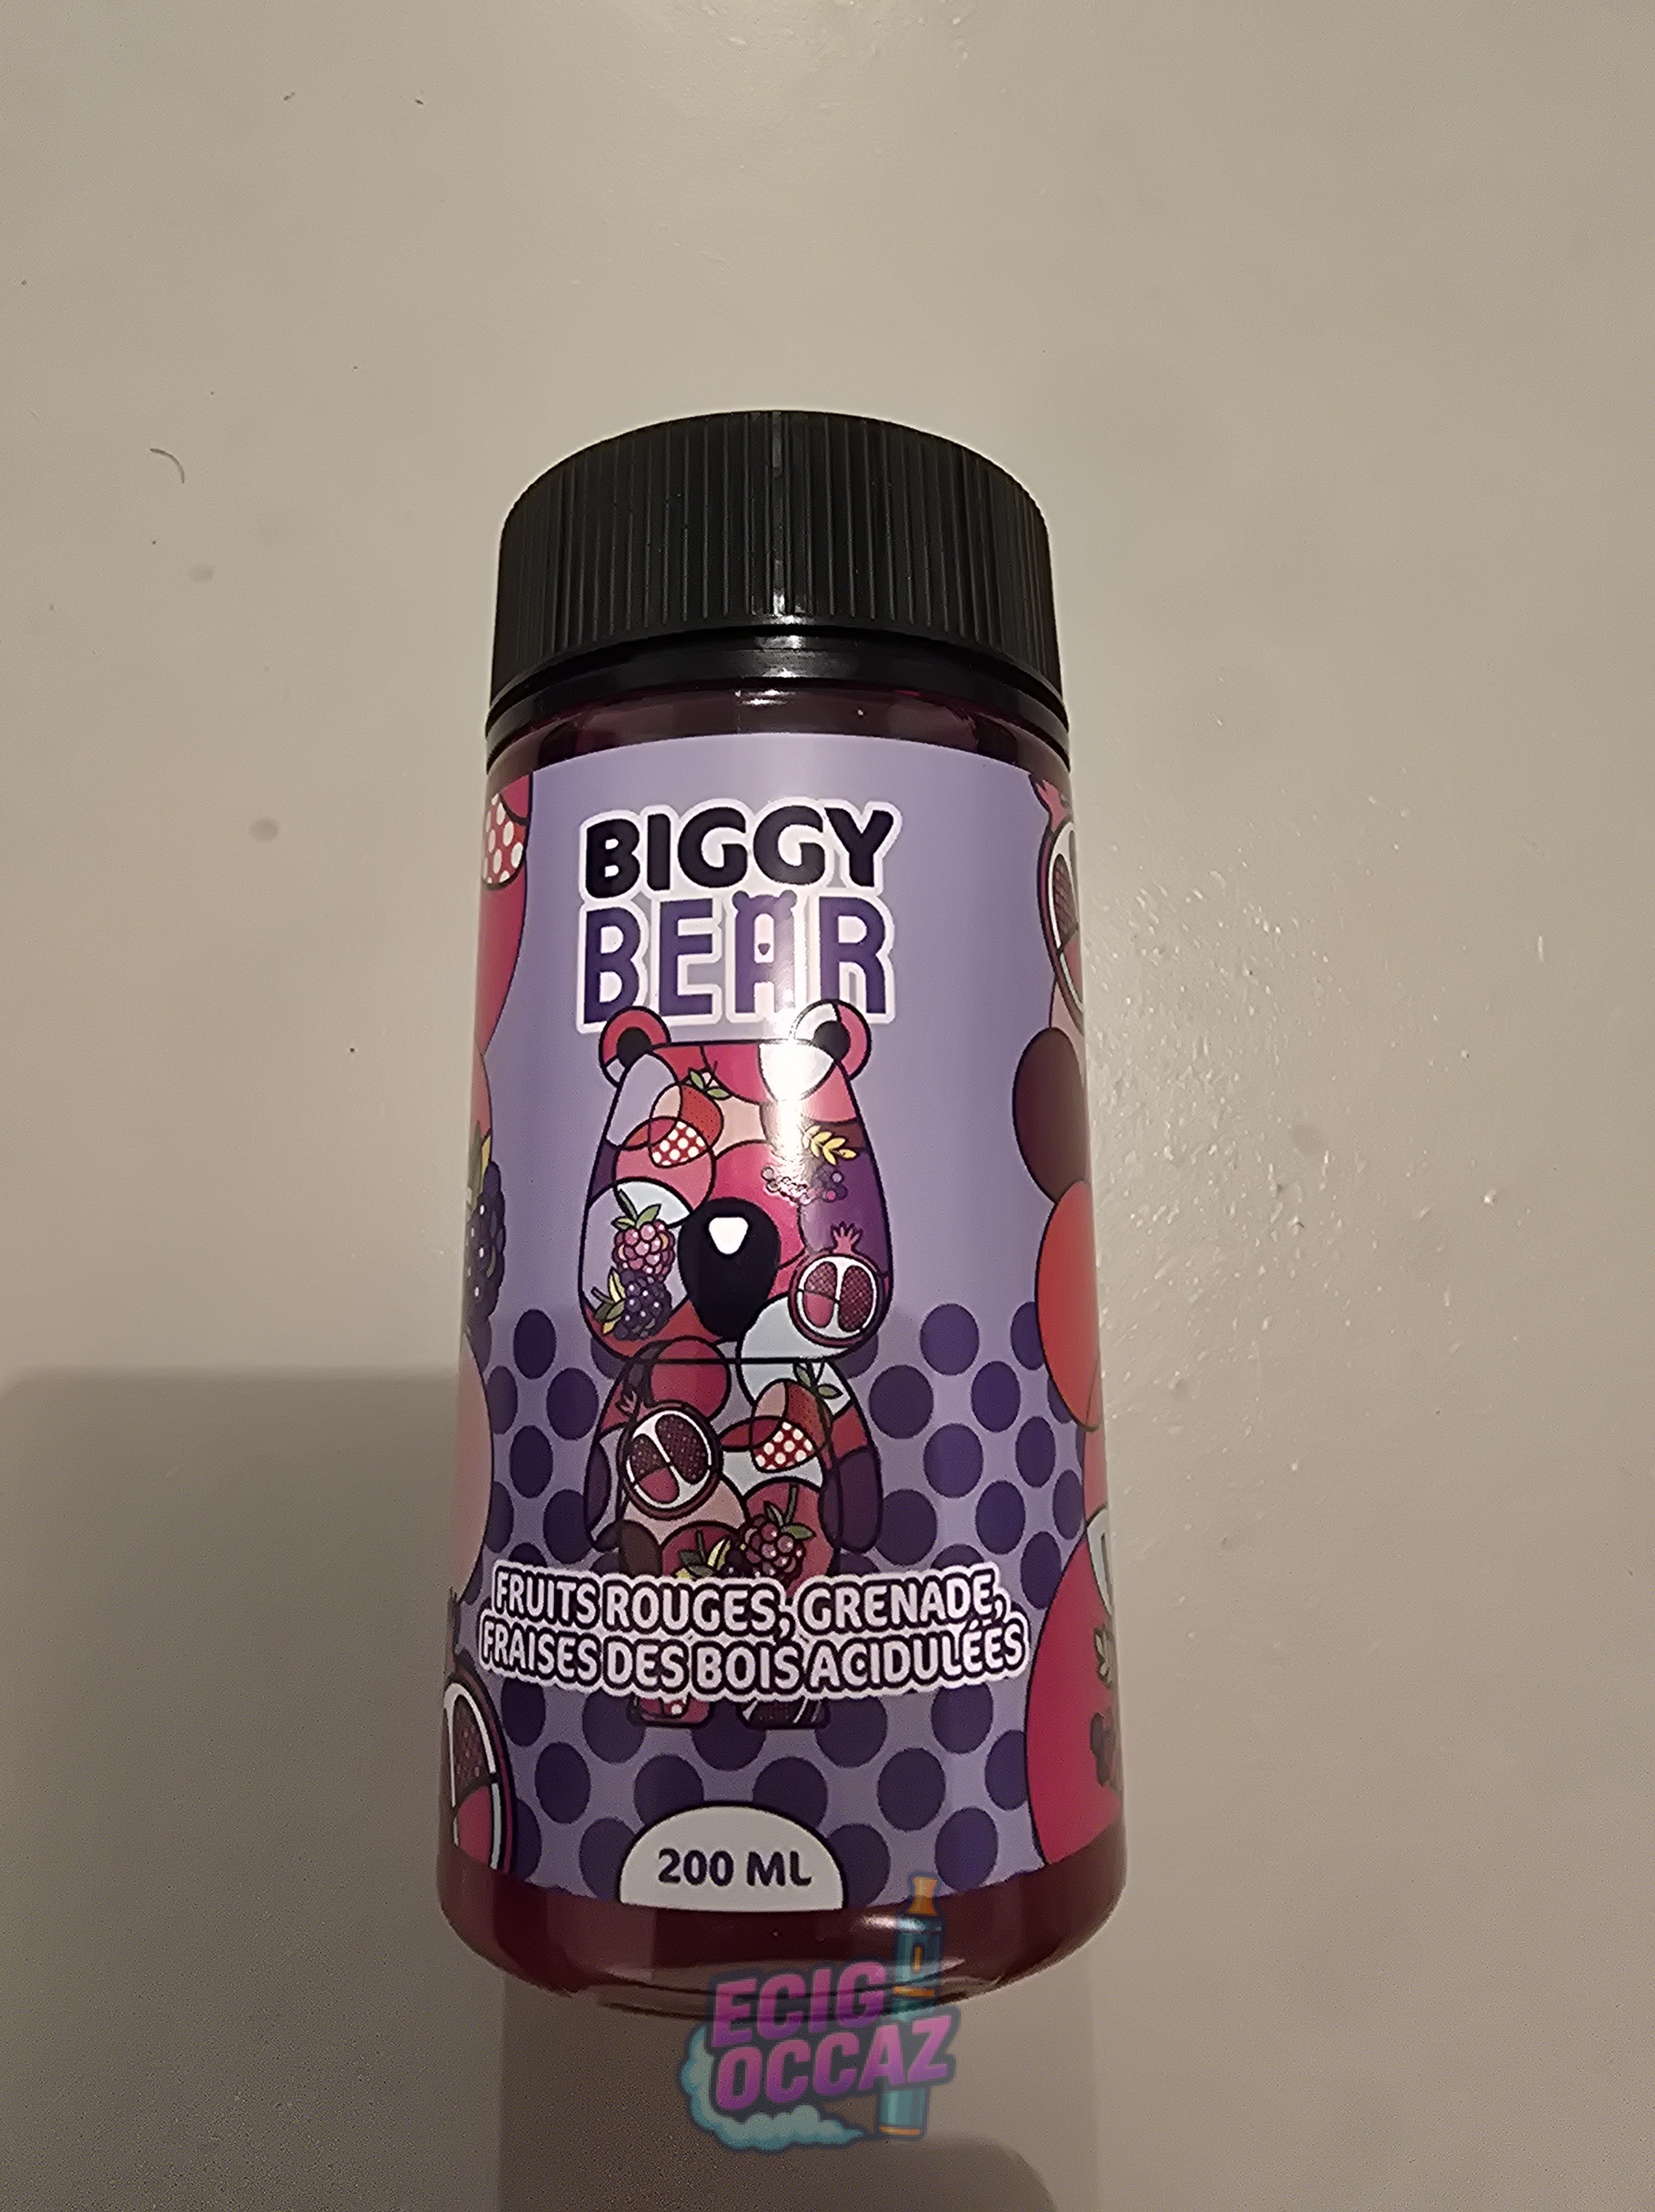 BIGGY
BEAR
FRUITS ROUGES, GRENADE,
FRAISES DES BOIS ACIDULÉES
200 ML
ECIG
OCCAZ